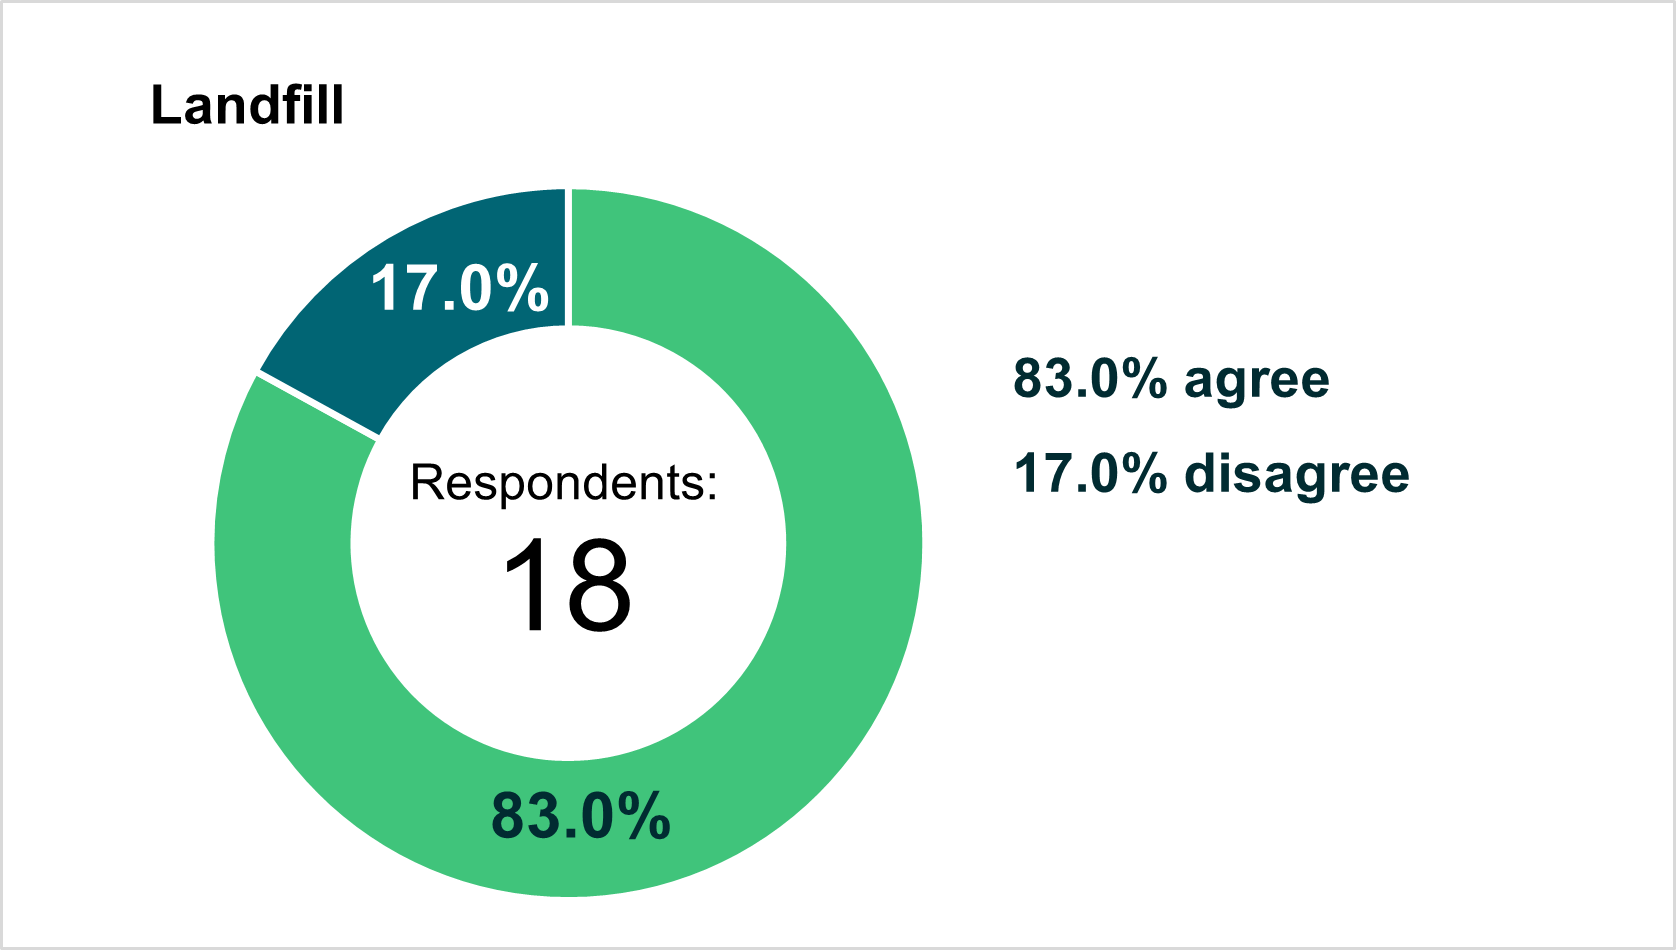 Landfill
17.0%
83.0% agree
17.0% disagree
Respondents:
18
83.0%